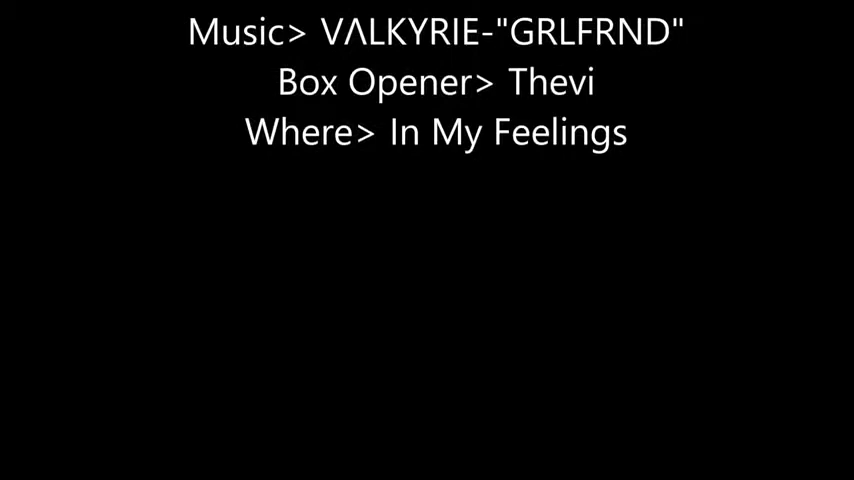 Music> VΛLKYRIE-"GRLFRND"
Box Opener> Thevi
Where> In My Feelings